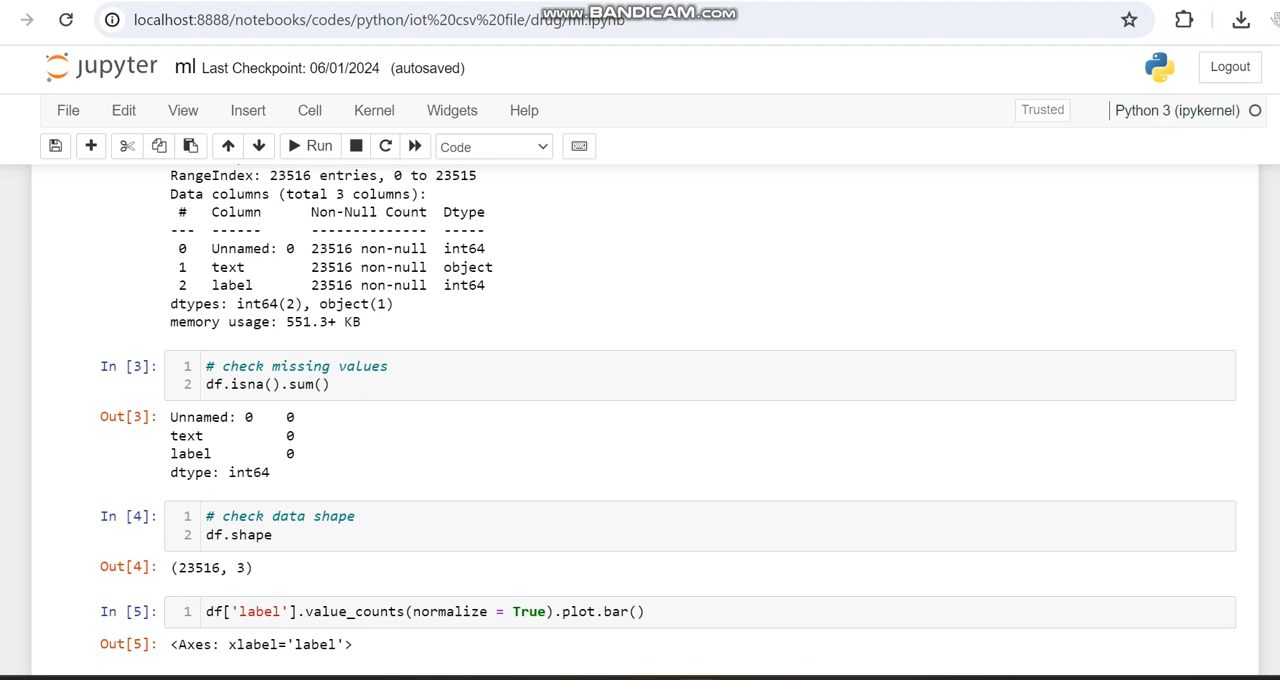 www.BANDICAM.com
localhost:8888/notebooks/codes/python/iot%20csv%20file/drug/ml.ipynb
jupyter ml Last Checkpoint: 06/01/2024 (autosaved)
Logout
File Edit View Insert Cell Kernel Widgets Help
Trusted
Python 3 (ipykernel)
Run
Code
RangeIndex: 23516 entries, 0 to 23515
Data columns (total 3 columns):
# Column Non-Null Count Dtype
--- ------ -------------- -----
0 Unnamed: 0 23516 non-null int64
1 text 23516 non-null object
2 label 23516 non-null int64
dtypes: int64(2), object(1)
memory usage: 551.3+ KB
In [3]:
1 # check missing values
2 df.isna().sum()
Out[3]:
Unnamed: 0 0
text 0
label 0
dtype: int64
In [4]:
1 # check data shape
2 df.shape
Out[4]: (23516, 3)
In [5]: 1 df['label'].value_counts(normalize = True).plot.bar()
Out[5]: <Axes: xlabel='label'>